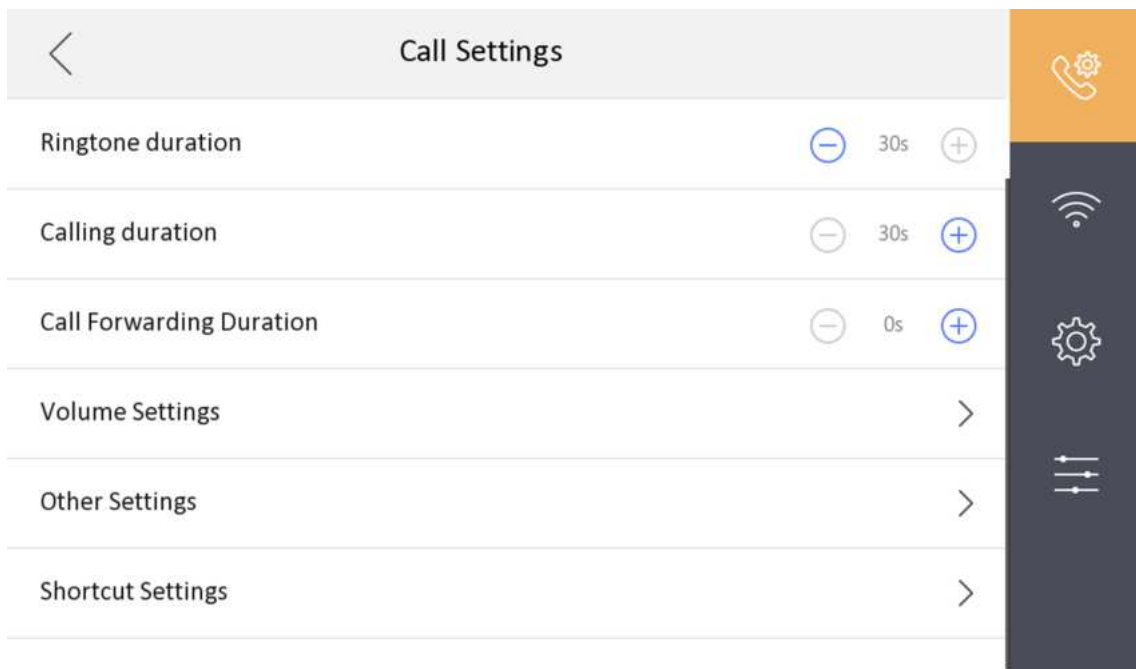 Call Settings
Ringtone duration 30s
Calling duration 30s
Call Forwarding Duration 0s
Volume Settings
Other Settings
Shortcut Settings